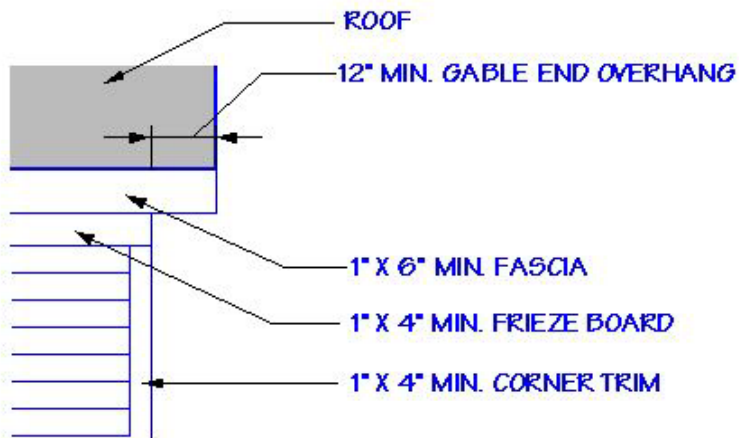 ROOF
12" MIN. GABLE END OVERHANG
1" X 6" MIN. FASCIA
1" X 4" MIN. FRIEZE BOARD
1" X 4" MIN. CORNER TRIM